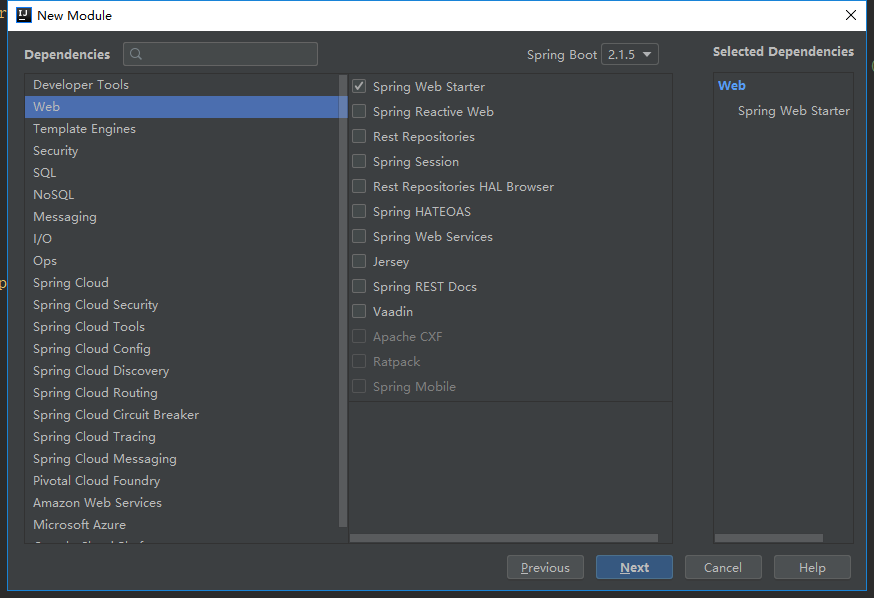 New Module
Dependencies
Spring Boot 2.1.5
Selected Dependencies
Developer Tools
Web
Template Engines
Security
SQL
NoSQL
Messaging
I/O
Ops
Spring Cloud
Spring Cloud Security
Spring Cloud Tools
Spring Cloud Config
Spring Cloud Discovery
Spring Cloud Routing
Spring Cloud Circuit Breaker
Spring Cloud Tracing
Spring Cloud Messaging
Pivotal Cloud Foundry
Amazon Web Services
Microsoft Azure
Spring Web Starter
Spring Reactive Web
Rest Repositories
Spring Session
Rest Repositories HAL Browser
Spring HATEOAS
Spring Web Services
Jersey
Spring REST Docs
Vaadin
Apache CXF
Ratpack
Spring Mobile
Web
Spring Web Starter
Previous
Next
Cancel
Help